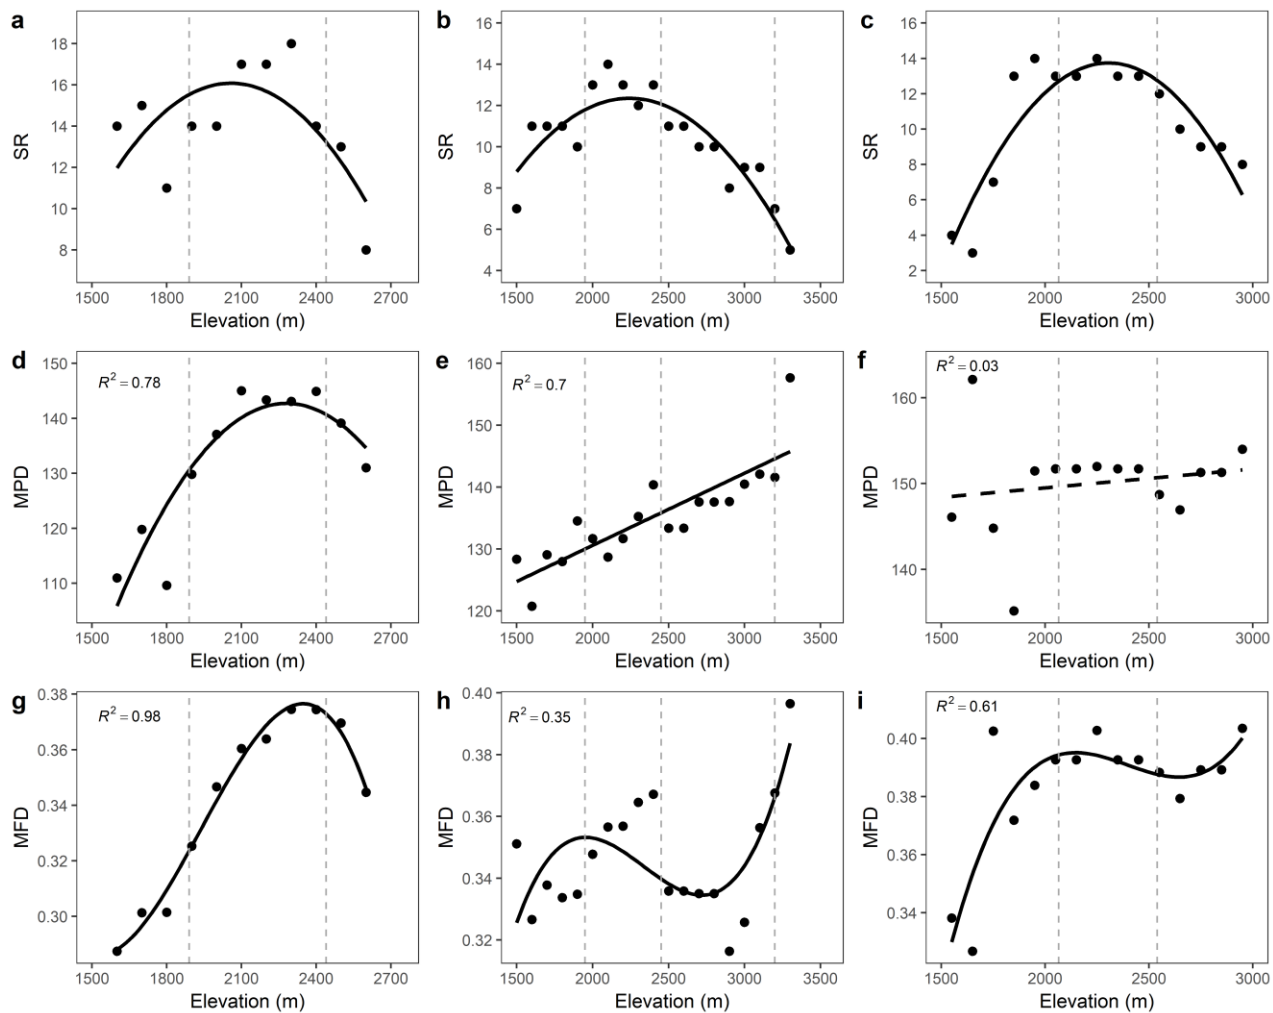 a
SR
18
16
14
12
10
8
1500
1800
2100
2400
2700
Elevation (m)
b
SR
16
14
12
10
8
6
4
1500
2000
2500
3000
3500
Elevation (m)
c
SR
16
14
12
10
8
6
4
2
1500
2000
2500
3000
Elevation (m)
d
MPD
150
140
130
120
110
R² = 0.78
1500
1800
2100
2400
2700
Elevation (m)
e
MPD
160
150
140
130
120
R² = 0.7
1500
2000
2500
3000
3500
Elevation (m)
f
MPD
160
150
140
R² = 0.03
1500
2000
2500
3000
Elevation (m)
g
MFD
0.38
0.36
0.34
0.32
0.30
R² = 0.98
1500
1800
2100
2400
2700
Elevation (m)
h
MFD
0.40
0.38
0.36
0.34
0.32
R² = 0.35
1500
2000
2500
3000
3500
Elevation (m)
i
MFD
0.40
0.38
0.36
0.34
R² = 0.61
1500
2000
2500
3000
Elevation (m)